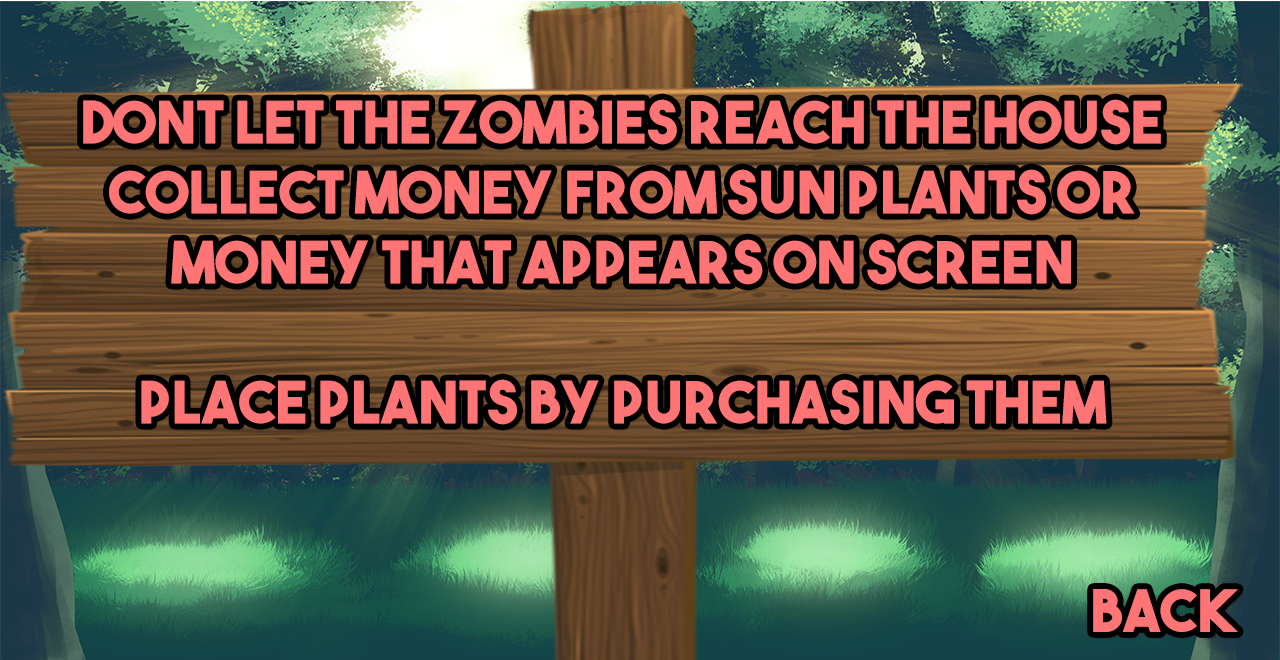 DONT LET THE ZOMBIES REACH THE HOUSE
COLLECT MONEY FROM SUN PLANTS OR
MONEY THAT APPEARS ON SCREEN
PLACE PLANTS BY PURCHASING THEM
BACK